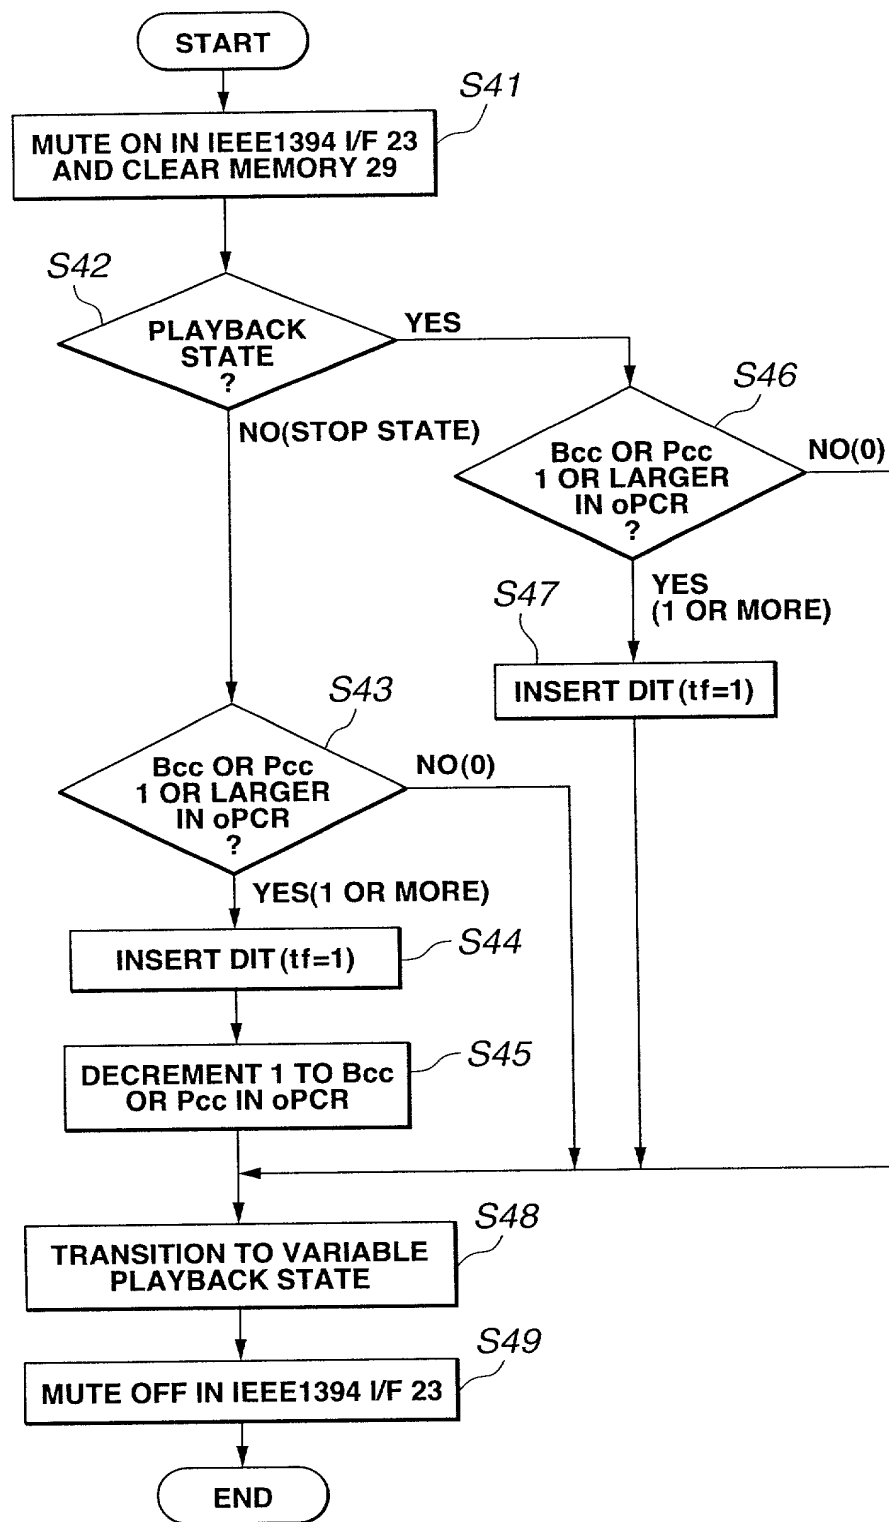 START
S41
MUTE ON IN IEEE1394 I/F 23
AND CLEAR MEMORY 29
S42
PLAYBACK
STATE
?
YES
NO(STOP STATE)
S46
Bcc OR Pcc
1 OR LARGER
IN oPCR
?
NO(0)
YES
(1 OR MORE)
S47
INSERT DIT(tf=1)
S43
Bcc OR Pcc
1 OR LARGER
IN oPCR
?
NO(0)
YES(1 OR MORE)
S44
INSERT DIT(tf=1)
S45
DECREMENT 1 TO Bcc
OR Pcc IN oPCR
S48
TRANSITION TO VARIABLE
PLAYBACK STATE
S49
MUTE OFF IN IEEE1394 I/F 23
END